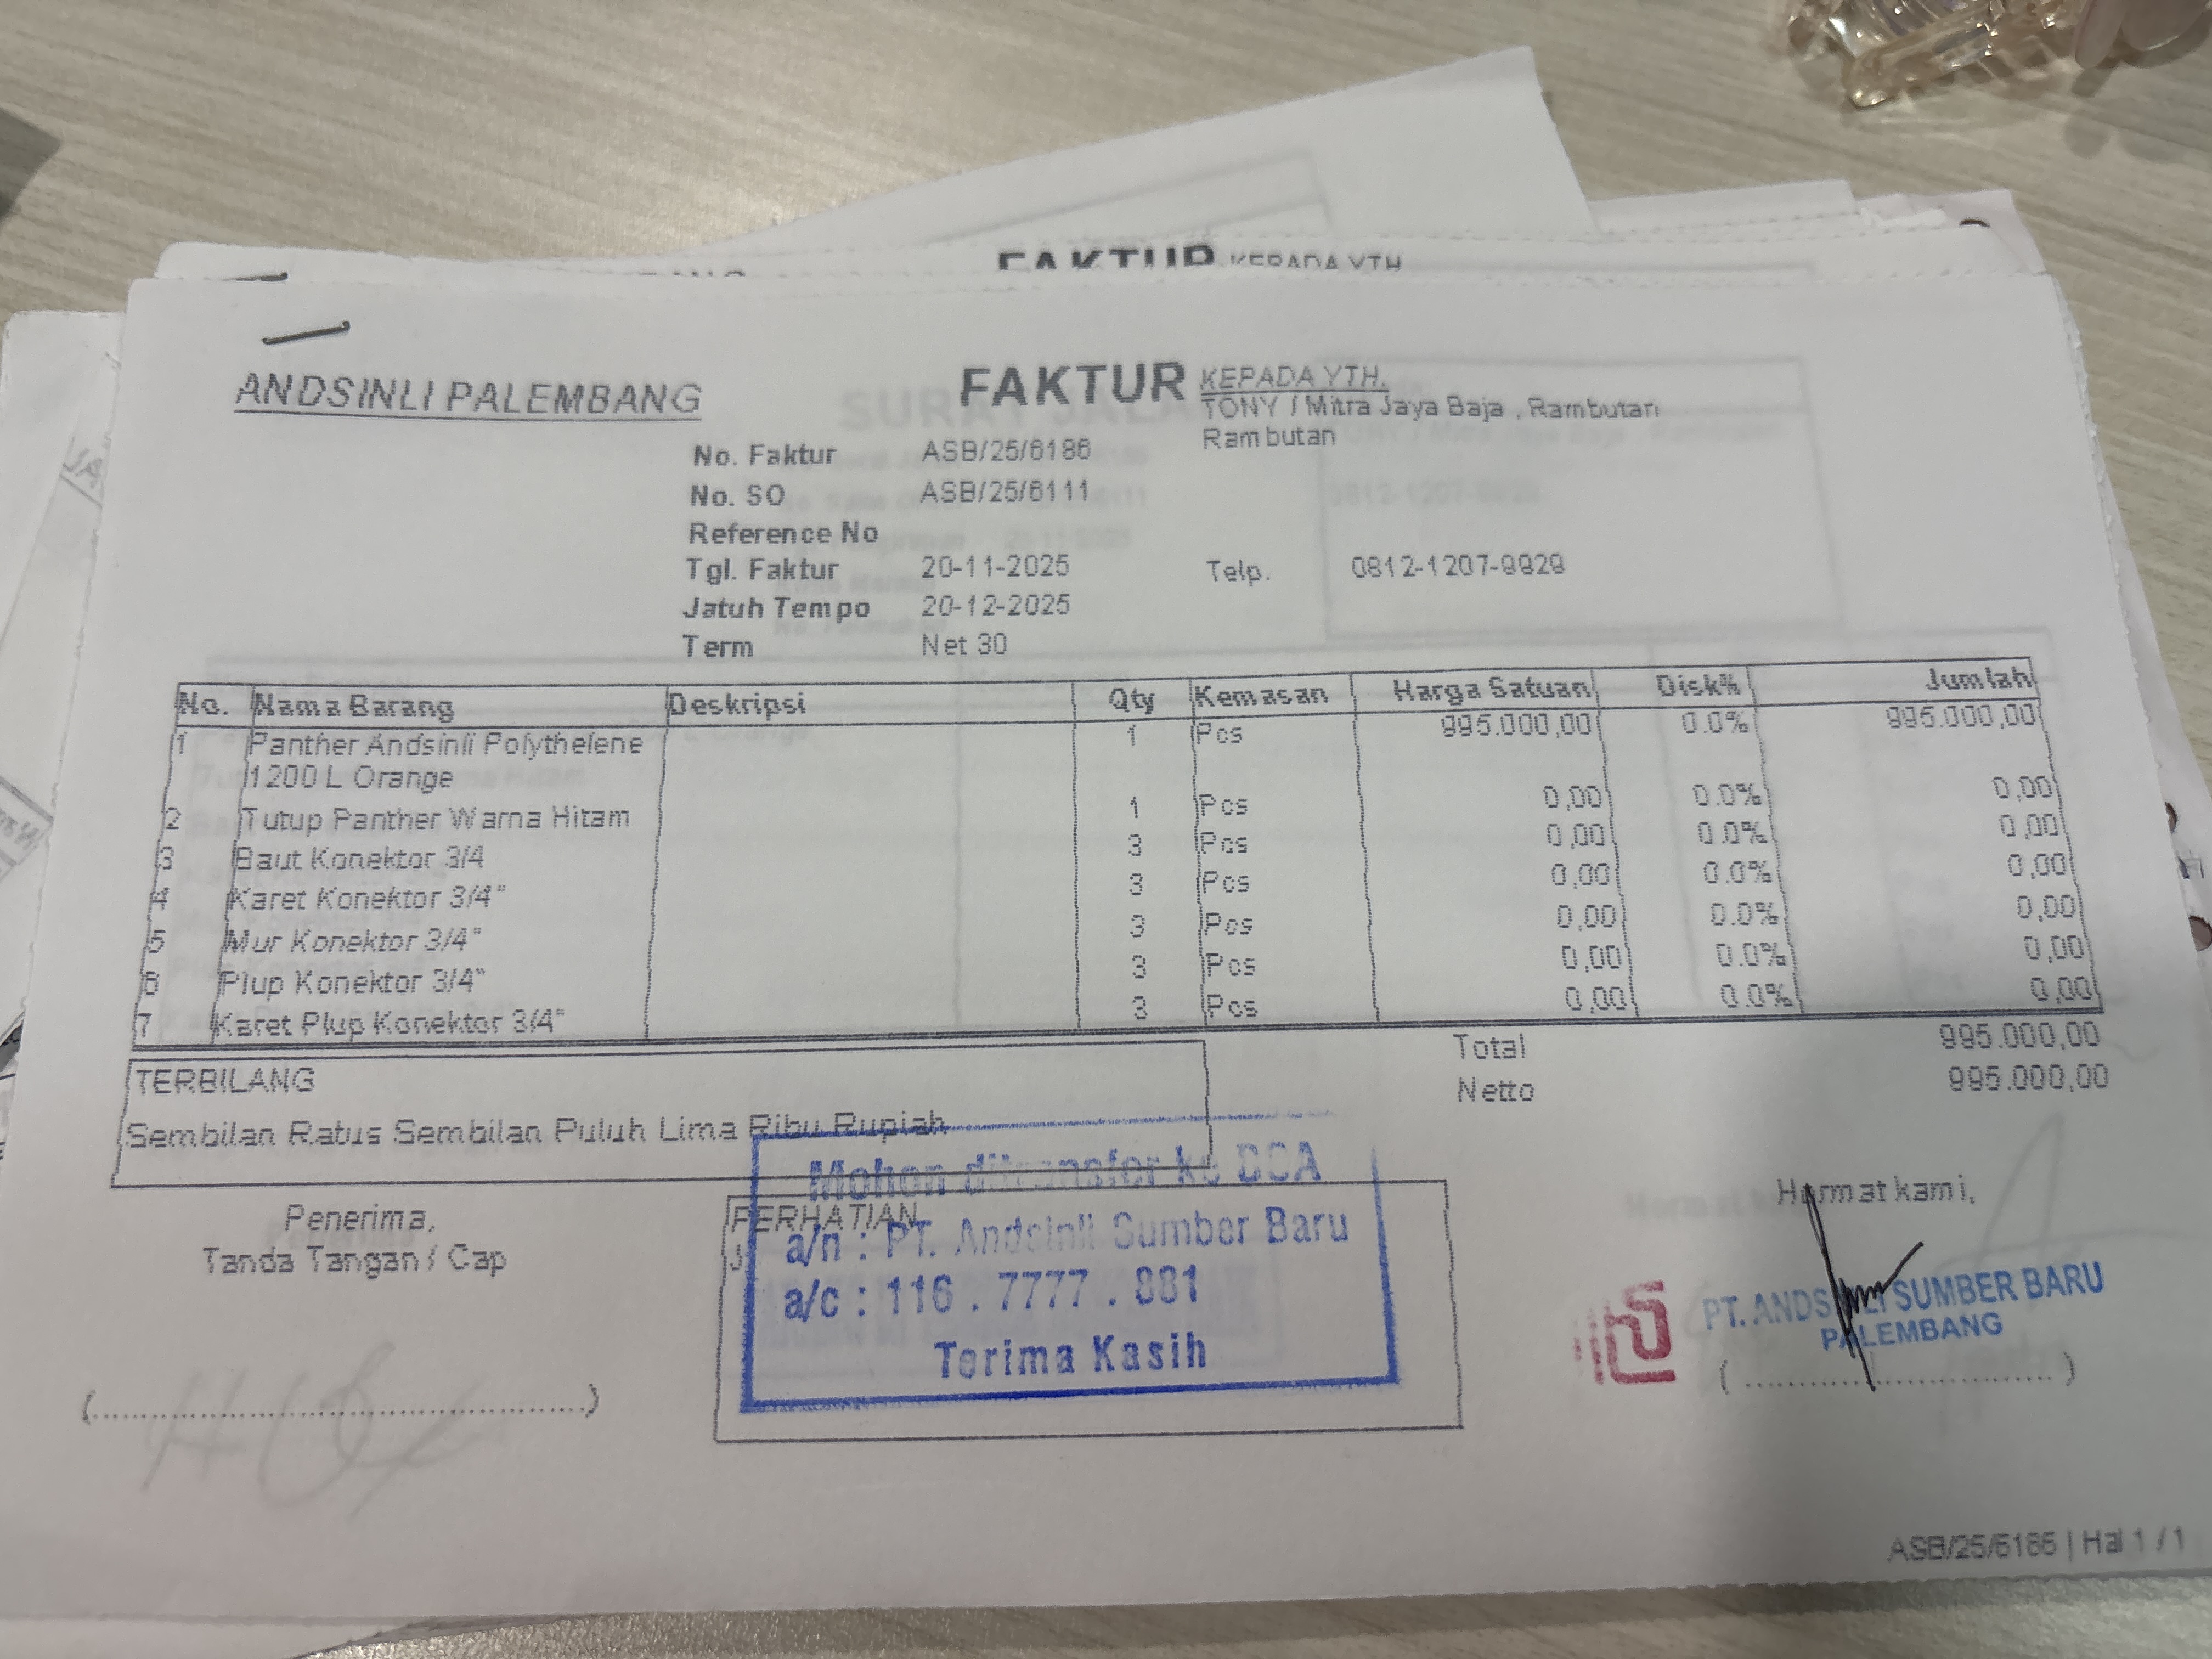 FAKTUR KEPADA YTH
ANDSINLI PALEMBANG
FAKTUR
KEPADA YTH.
TONY / Mitra Jaya Baja , Rambutan
Rambutan
No. Faktur ASB/25/6186
No. SO ASB/25/6111
Reference No
Tgl. Faktur 20-11-2025
Telp. 0812-1207-9929
Jatuh Tempo 20-12-2025
Term Net 30
No. Nama Barang Deskripsi Qty Kemasan Harga Satuan Disk% Jumlah
1 Panther Andsinli Polythelene 1 Pcs 995.000,00 0.0% 995.000,00
1200 L Orange
2 Tutup Panther Warna Hitam 1 Pcs 0,00 0.0% 0,00
3 Baut Konektor 3/4 3 Pcs 0,00 0.0% 0,00
4 Karet Konektor 3/4" 3 Pcs 0,00 0.0% 0,00
5 Mur Konektor 3/4" 3 Pcs 0,00 0.0% 0,00
6 Plup Konektor 3/4" 3 Pcs 0,00 0.0% 0,00
7 Karet Plup Konektor 3/4" 3 Pcs 0,00 0.0% 0,00
Total 995.000,00
Netto 995.000,00
TERBILANG
Sembilan Ratus Sembilan Puluh Lima Ribu Rupiah
Penerima,
Tanda Tangan / Cap
(....................)
PERHATIAN
Mohon ditransfer ke BCA
a/n : PT. Andsinli Sumber Baru
a/c : 116 . 7777 . 881
Terima Kasih
Hormat kami,
PT. ANDSINLI SUMBER BARU
PALEMBANG
(....................)
ASB/25/6186 | Hal 1 / 1